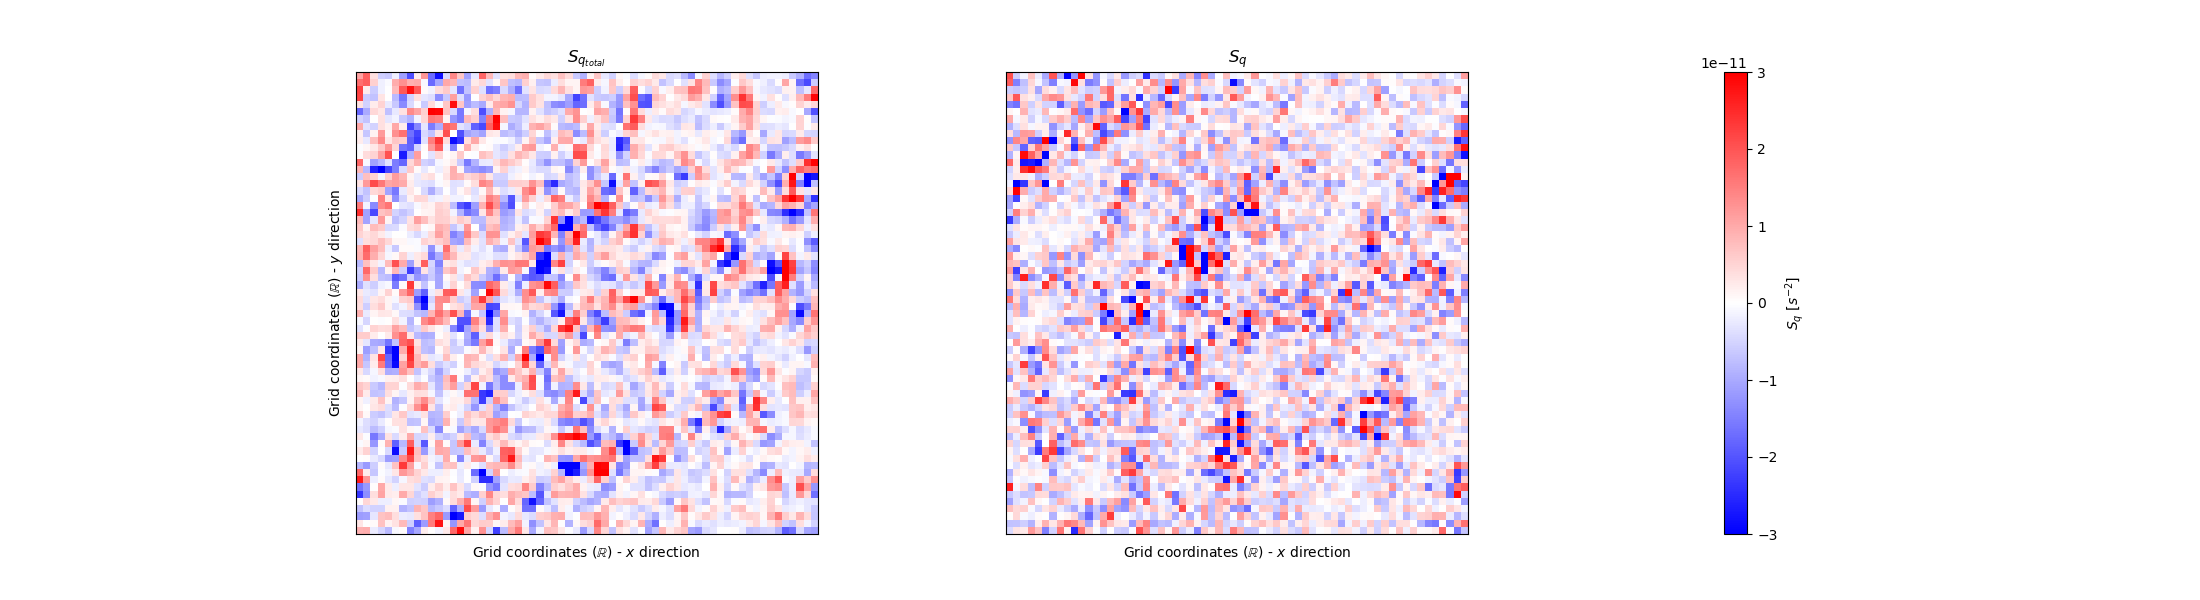 $S_{q_{total}}$
$S_q$
Grid coordinates (ℝ) - $y$ direction
Grid coordinates (ℝ) - $x$ direction
Grid coordinates (ℝ) - $x$ direction
1e−11
3
2
1
0
−1
−2
−3
$S_q$ [$s^{-2}$]